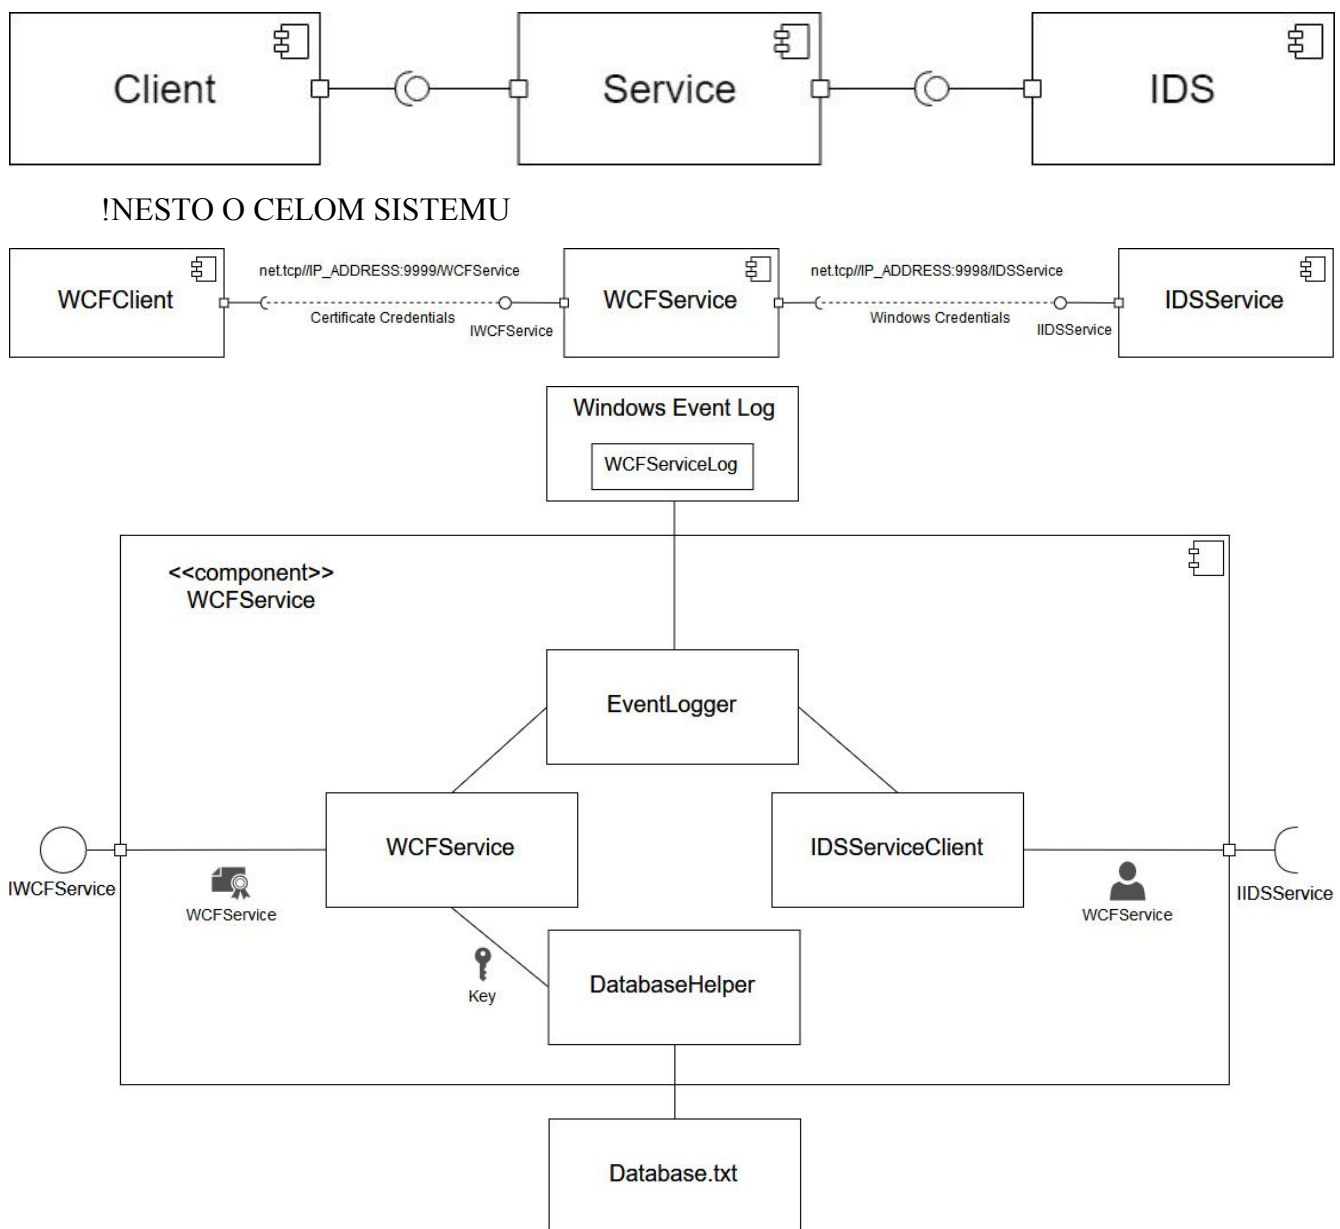 Client
Service
IDS
!NESTO O CELOM SISTEMU
WCFClient
net.tcp//IP_ADDRESS:9999/WCFService
Certificate Credentials
IWCFService
WCFService
net.tcp//IP_ADDRESS:9998/IDSService
Windows Credentials
IIDSService
IDSService
Windows Event Log
WCFServiceLog
<<component>>
WCFService
EventLogger
WCFService
IDSServiceClient
IWCFService
WCFService
WCFService
IIDSService
Key
DatabaseHelper
Database.txt